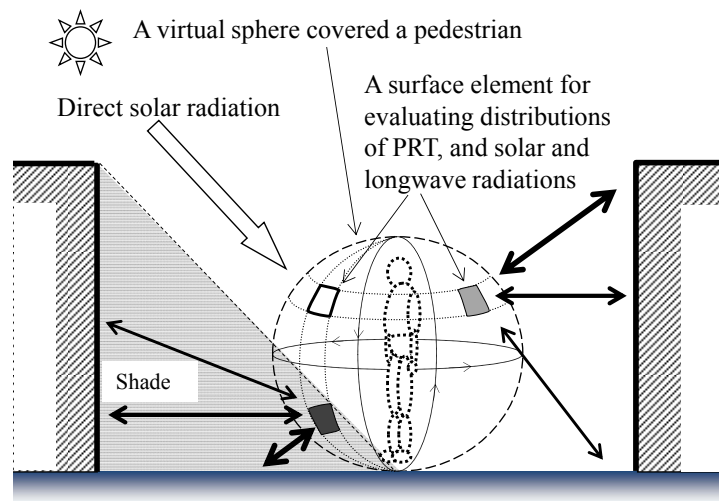 A virtual sphere covered a pedestrian
Direct solar radiation
A surface element for
evaluating distributions
of PRT, and solar and
longwave radiations
Shade